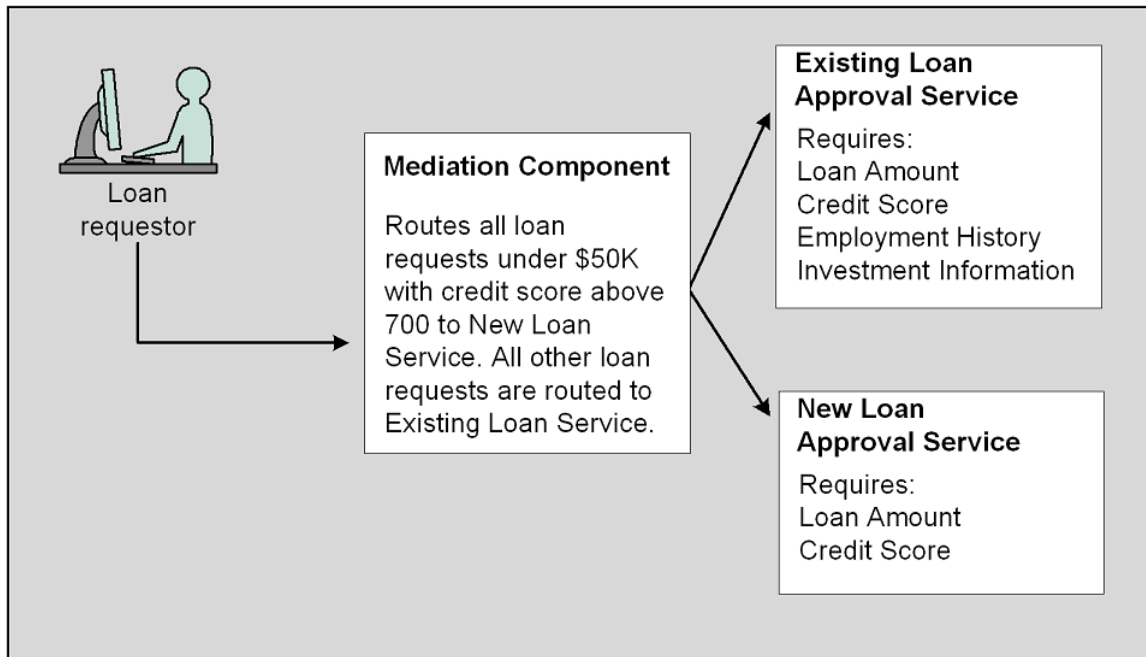 Loan
requestor
Mediation Component
Routes all loan
requests under $50K
with credit score above
700 to New Loan
Service. All other loan
requests are routed to
Existing Loan Service.
Existing Loan
Approval Service
Requires:
Loan Amount
Credit Score
Employment History
Investment Information
New Loan
Approval Service
Requires:
Loan Amount
Credit Score